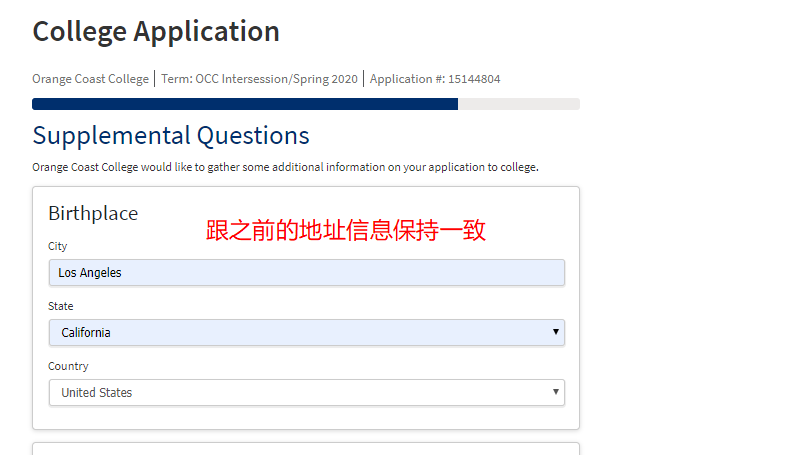 College Application
Orange Coast College | Term: OCC Intersession/Spring 2020 | Application #: 15144804
Supplemental Questions
Orange Coast College would like to gather some additional information on your application to college.
Birthplace
跟之前的地址信息保持一致
City
Los Angeles
State
California
Country
United States